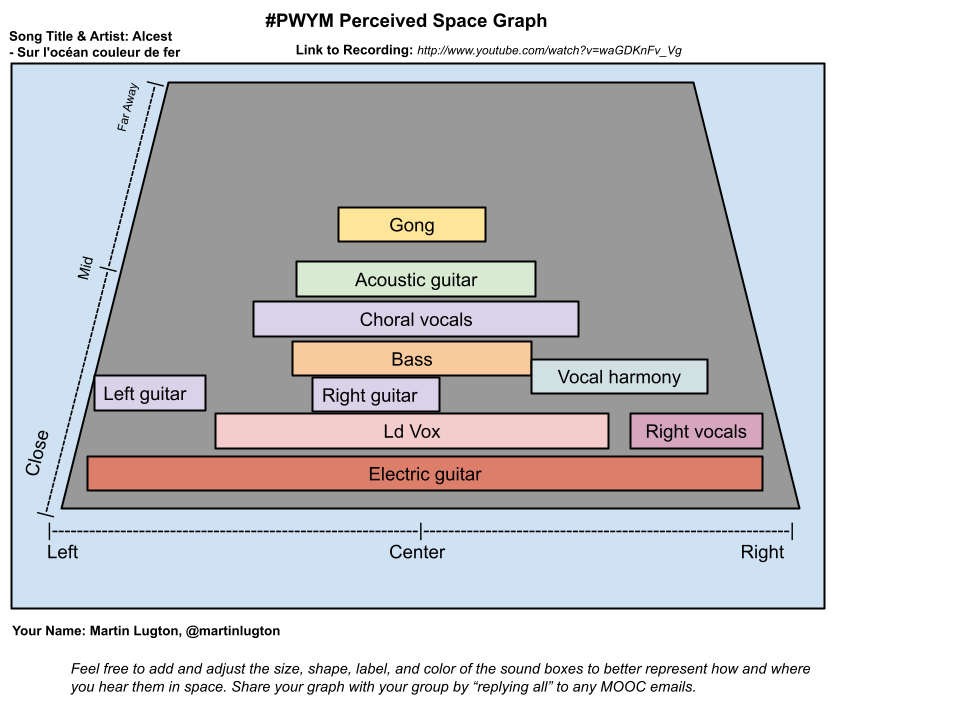 #PWYM Perceived Space Graph
Song Title & Artist: Alcest
- Sur l'océan couleur de fer
Link to Recording: http://www.youtube.com/watch?v=waGDKnFv_Vg
Far Away
Mid
Close
Gong
Acoustic guitar
Choral vocals
Bass
Vocal harmony
Left guitar
Right guitar
Ld Vox
Right vocals
Electric guitar
Left
Center
Right
Your Name: Martin Lugton, @martinlugton
Feel free to add and adjust the size, shape, label, and color of the sound boxes to better represent how and where
you hear them in space. Share your graph with your group by “replying all” to any MOOC emails.